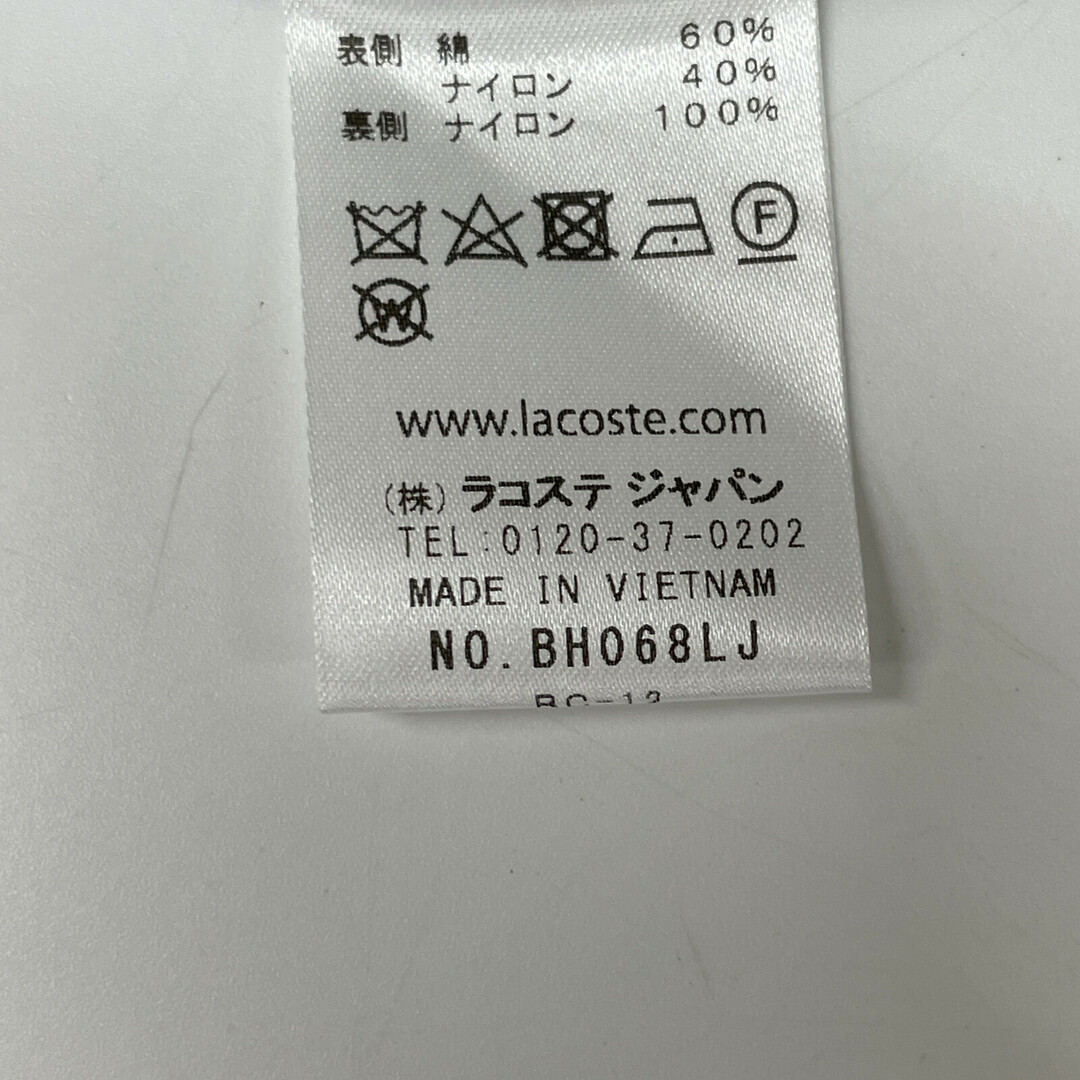 表側 綿 60%
ナイロン 40%
裏側 ナイロン 100%
F
W
www.lacoste.com
(株) ラコステ ジャパン
TEL:0120-37-0202
MADE IN VIETNAM
NO. BH068LJ